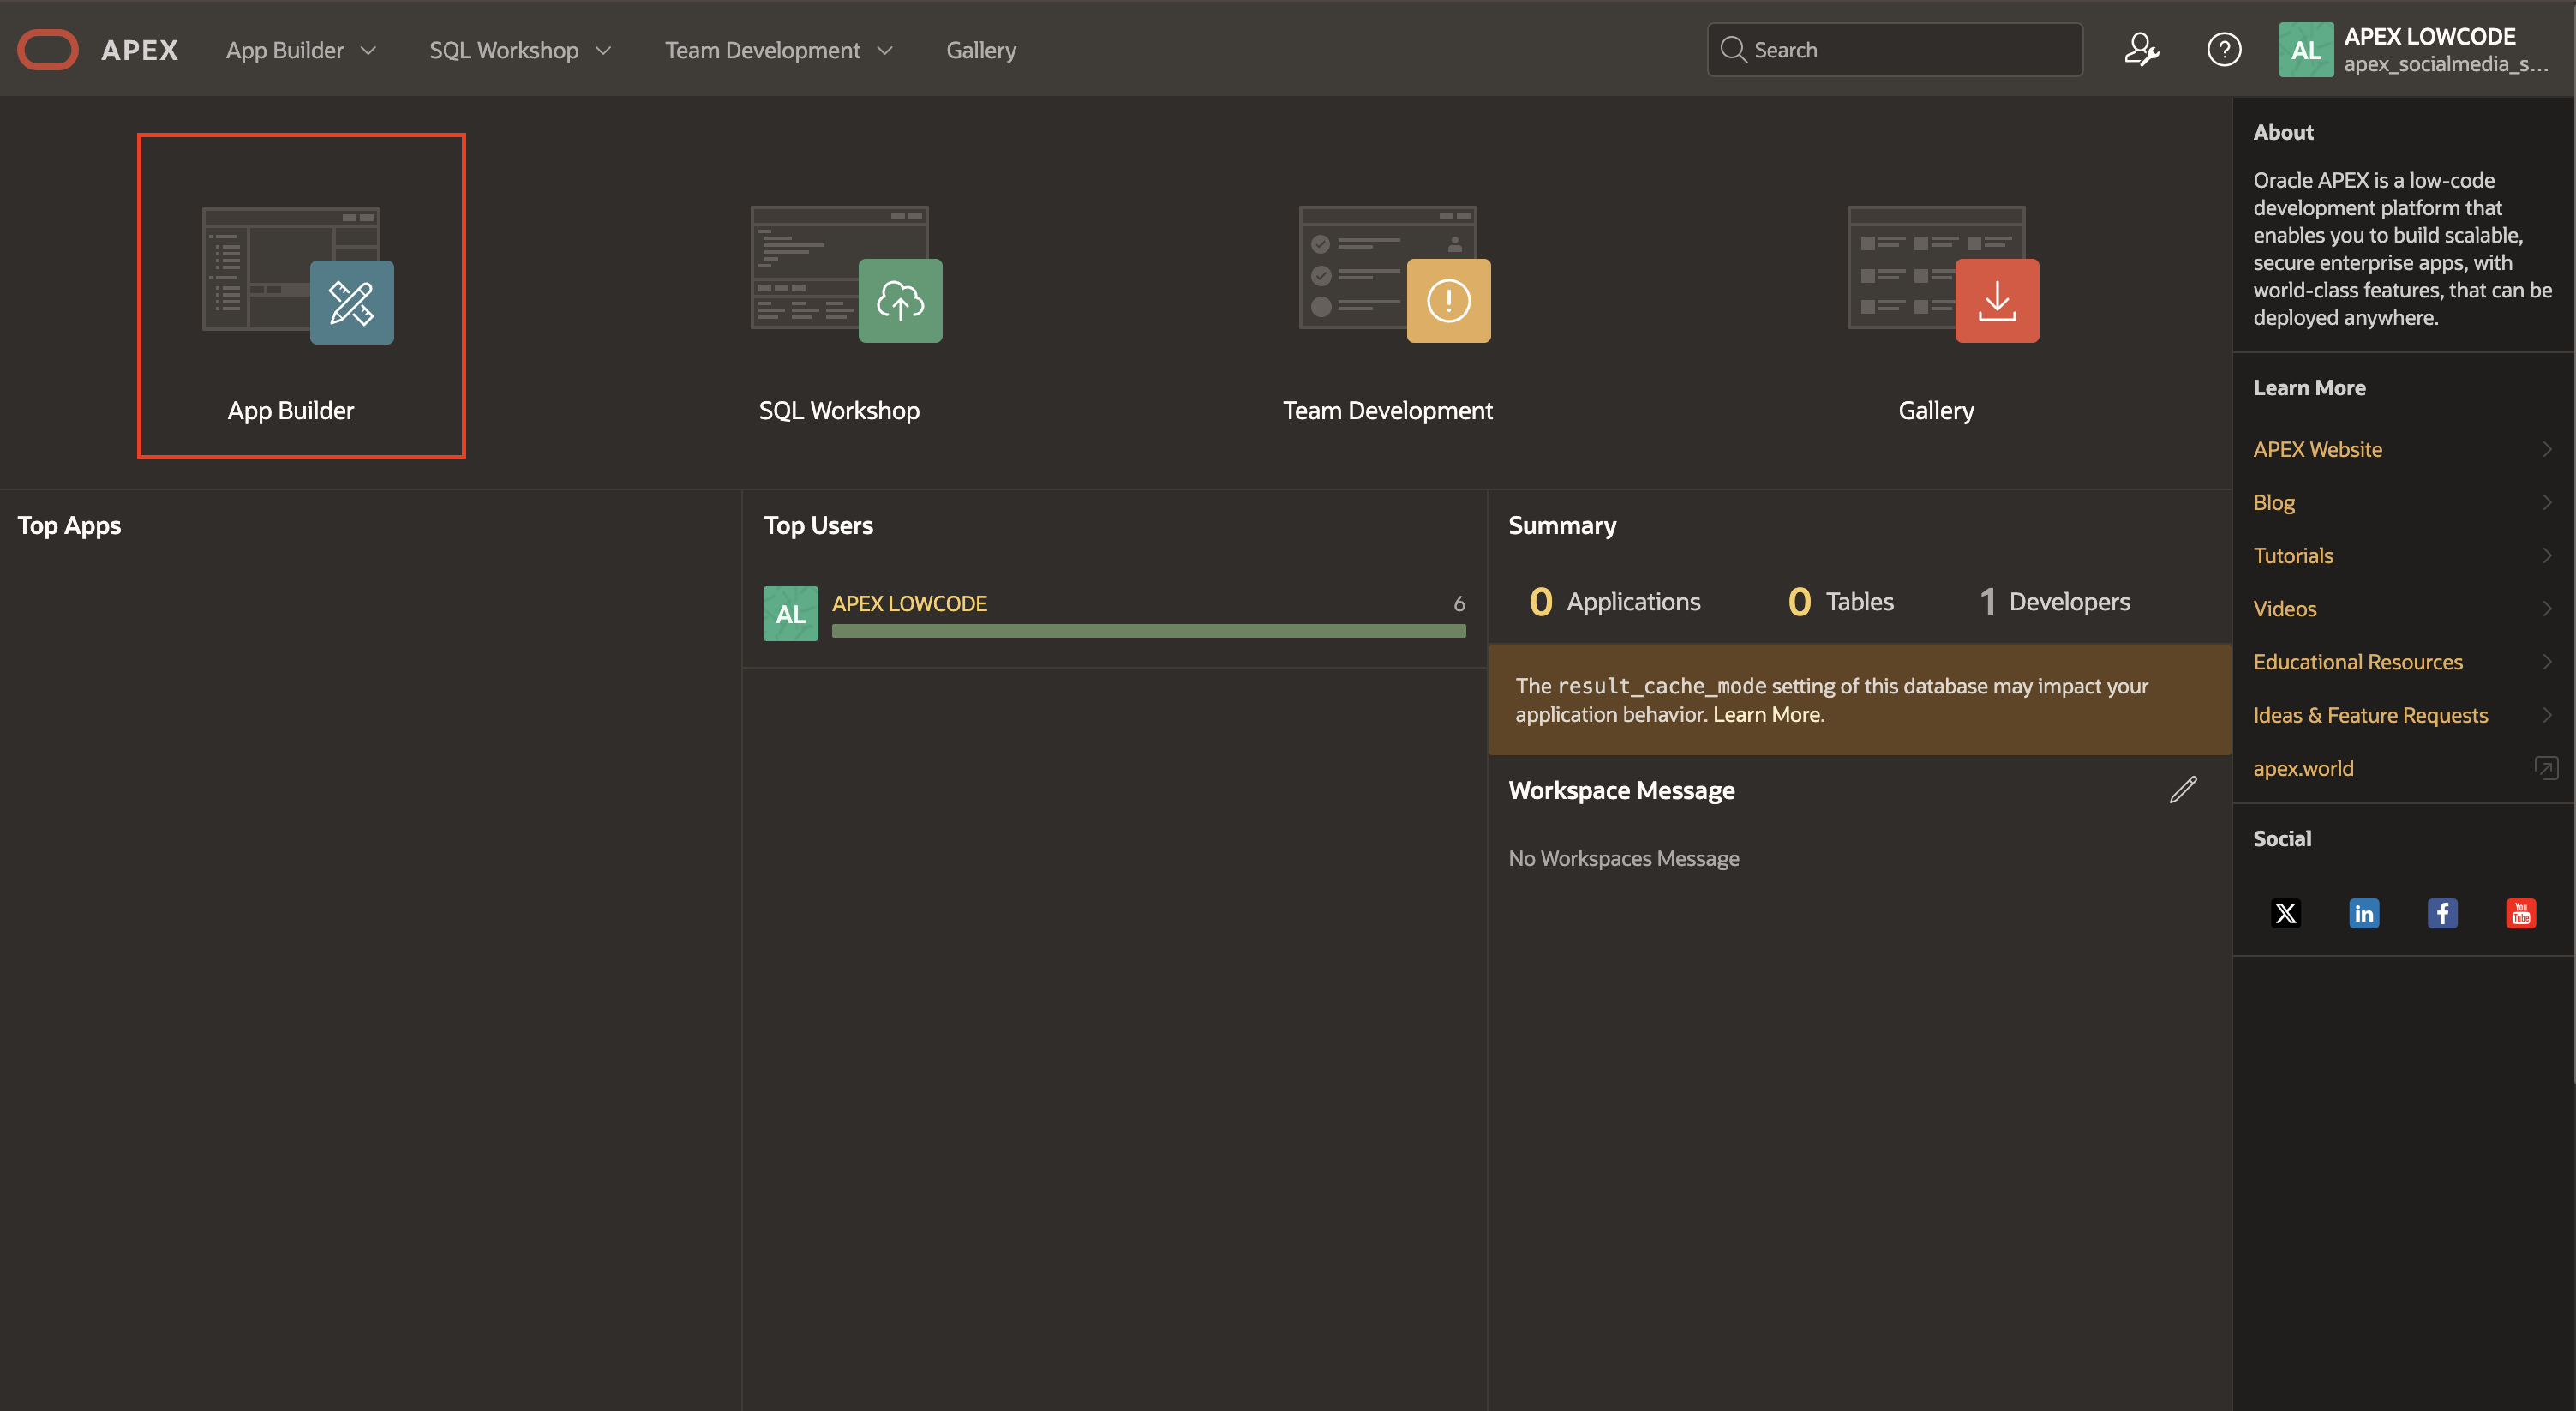 APEX
App Builder
SQL Workshop
Team Development
Gallery
Search
AL
APEX LOWCODE
apex_socialmedia_s...
App Builder
SQL Workshop
Team Development
Gallery
Top Apps
Top Users
AL
APEX LOWCODE
6
Summary
0 Applications
0 Tables
1 Developers
The result_cache_mode setting of this database may impact your
application behavior. Learn More.
Workspace Message
No Workspaces Message
About
Oracle APEX is a low-code
development platform that
enables you to build scalable,
secure enterprise apps, with
world-class features, that can be
deployed anywhere.
Learn More
APEX Website
Blog
Tutorials
Videos
Educational Resources
Ideas & Feature Requests
apex.world
Social
X
in
f
You
Tube